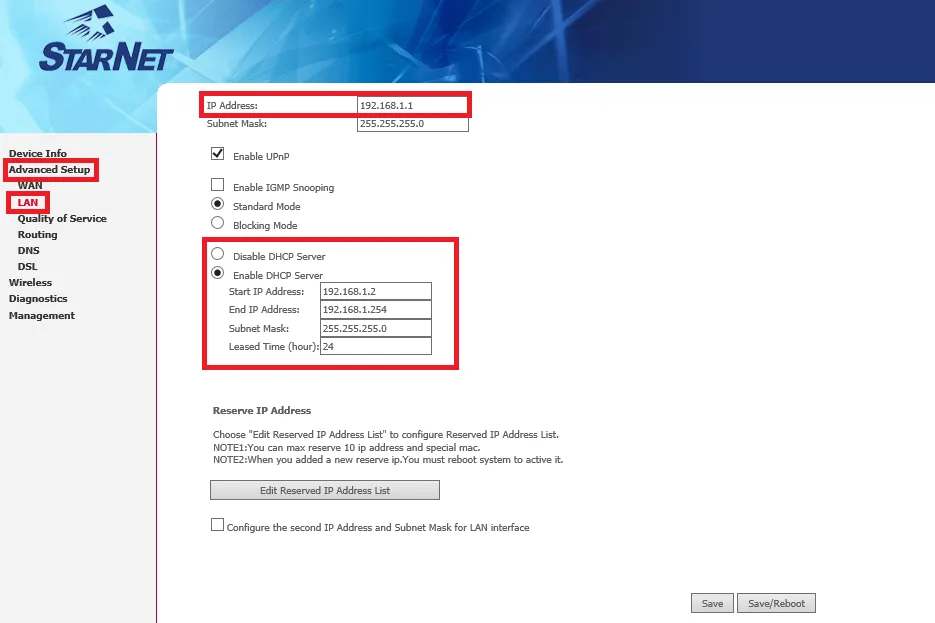 STARNET
IP Address: 192.168.1.1
Subnet Mask: 255.255.255.0
Device Info
Advanced Setup
WAN
LAN
Quality of Service
Routing
DNS
DSL
Wireless
Diagnostics
Management
Enable UPnP
Enable IGMP Snooping
Standard Mode
Blocking Mode
Disable DHCP Server
Enable DHCP Server
Start IP Address: 192.168.1.2
End IP Address: 192.168.1.254
Subnet Mask: 255.255.255.0
Leased Time (hour): 24
Reserve IP Address
Choose "Edit Reserved IP Address List" to configure Reserved IP Address List.
NOTE1:You can max reserve 10 ip address and special mac.
NOTE2:When you added a new reserve ip.You must reboot system to active it.
Edit Reserved IP Address List
Configure the second IP Address and Subnet Mask for LAN interface
Save Save/Reboot